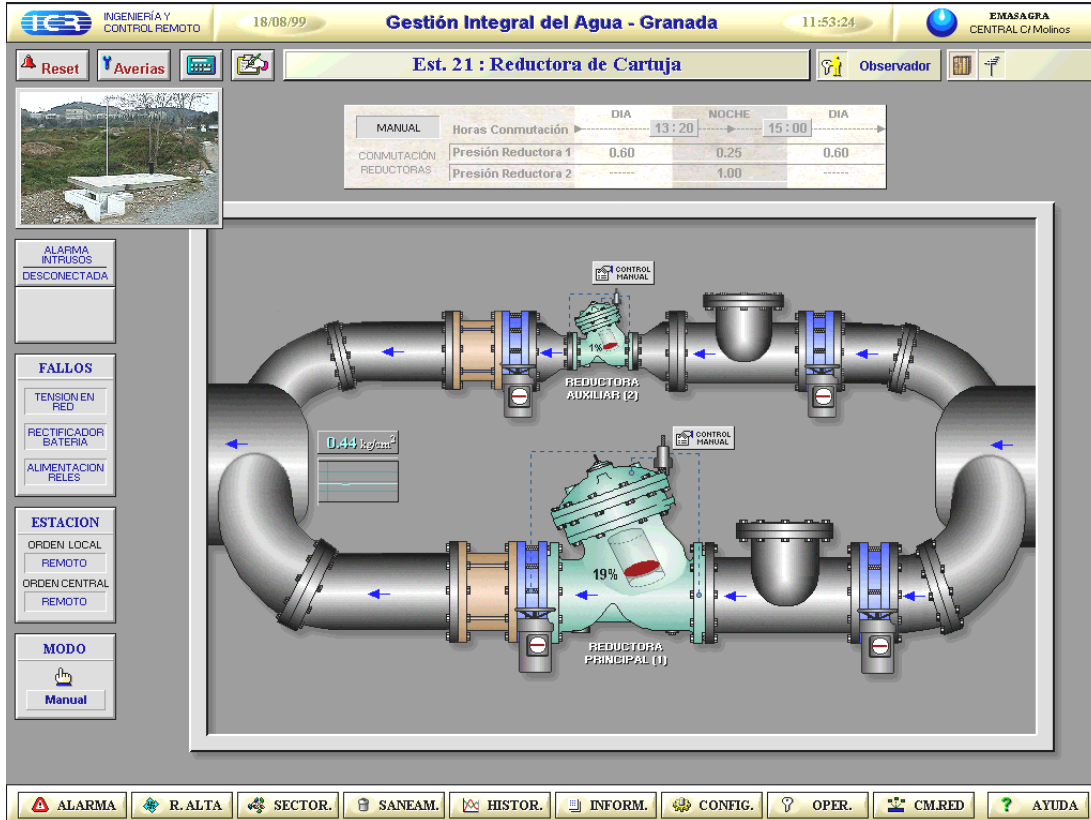 ICR
INGENIERÍA Y
CONTROL REMOTO
18/08/99
Gestión Integral del Agua - Granada
11:53:24
EMASAGRA
CENTRAL C/ Molinos
Reset
Averias
Est. 21 : Reductora de Cartuja
Observador
DIA
NOCHE
DIA
MANUAL
Horas Conmutación
13:20
15:00
CONMUTACIÓN
REDUCTORAS
Presión Reductora 1
0.60
0.25
0.60
Presión Reductora 2
------
1.00
------
ALARMA
INTRUSOS
DESCONECTADA
CONTROL
MANUAL
1%
REDUCTORA
AUXILIAR (2)
FALLOS
TENSION EN
RED
RECTIFICADOR
BATERIA
ALIMENTACION
RELES
0.44 kg/cm²
CONTROL
MANUAL
19%
REDUCTORA
PRINCIPAL (1)
ESTACION
ORDEN LOCAL
REMOTO
ORDEN CENTRAL
REMOTO
MODO
Manual
ALARMA
R. ALTA
SECTOR.
SANEAM.
HISTOR.
INFORM.
CONFIG.
OPER.
CM.RED
? AYUDA